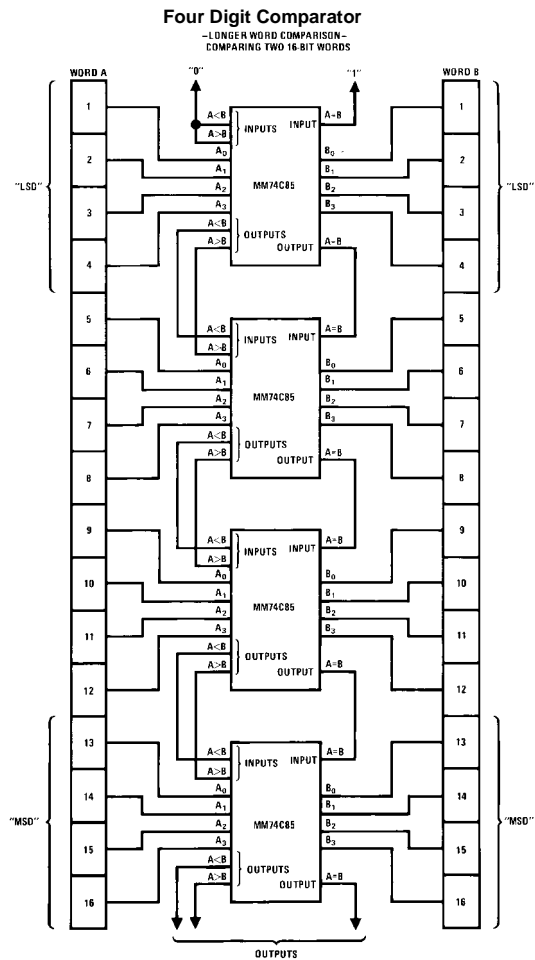 Four Digit Comparator
–LONGER WORD COMPARISON–
COMPARING TWO 16-BIT WORDS
WORD A
"0"
"1"
WORD B
1
A<B
A>B
INPUTS
INPUT
A=B
1
A0
B0
2
A1
B1
2
"LSD"
A2
MM74C85
B2
"LSD"
3
A3
B3
3
A<B
A>B
OUTPUTS
OUTPUT
A=B
4
4
5
A<B
A>B
INPUTS
INPUT
A=B
5
A0
B0
6
A1
B1
6
A2
MM74C85
B2
7
A3
B3
7
A<B
A>B
OUTPUTS
OUTPUT
A=B
8
8
9
A<B
A>B
INPUTS
INPUT
A=B
9
A0
B0
10
A1
B1
10
A2
MM74C85
B2
11
A3
B3
11
A<B
A>B
OUTPUTS
OUTPUT
A=B
12
12
13
A<B
A>B
INPUTS
INPUT
A=B
13
A0
B0
14
A1
B1
14
"MSD"
A2
MM74C85
B2
"MSD"
15
A3
B3
15
A<B
A>B
OUTPUTS
OUTPUT
A=B
16
16
OUTPUTS